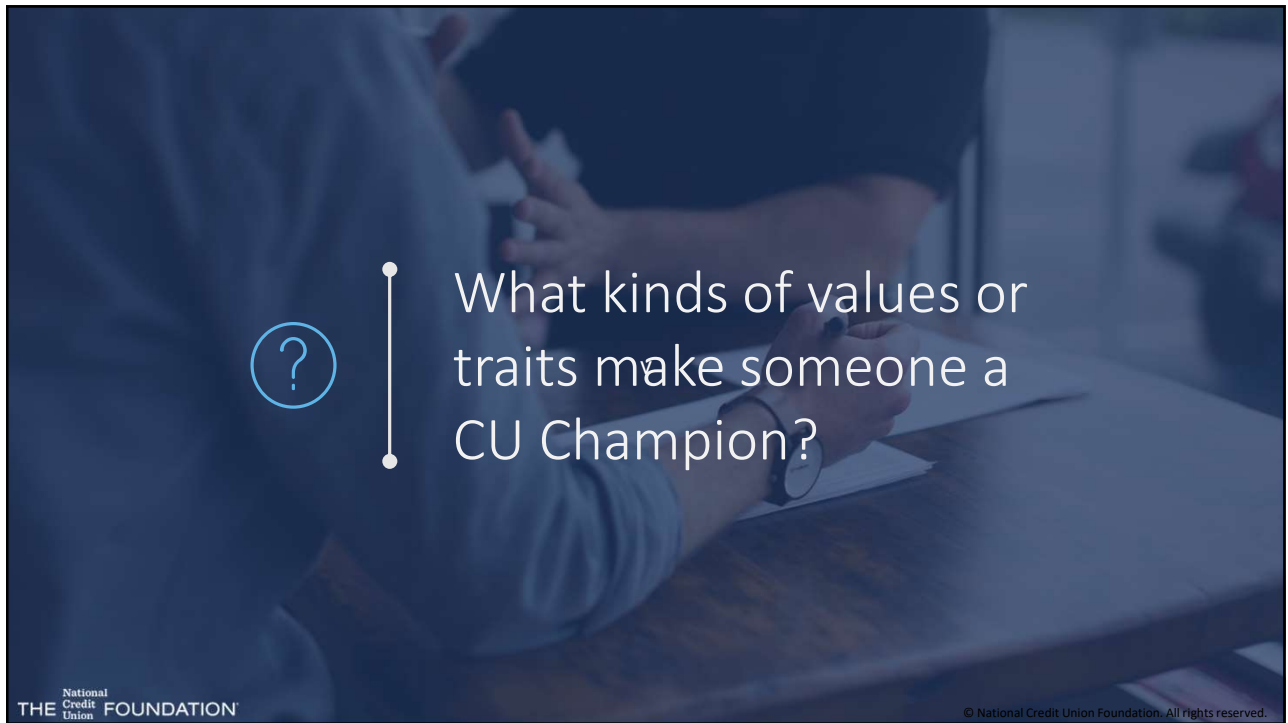 ?
What kinds of values or
traits make someone a
CU Champion?
THE National Credit Union FOUNDATION
© National Credit Union Foundation. All rights reserved.